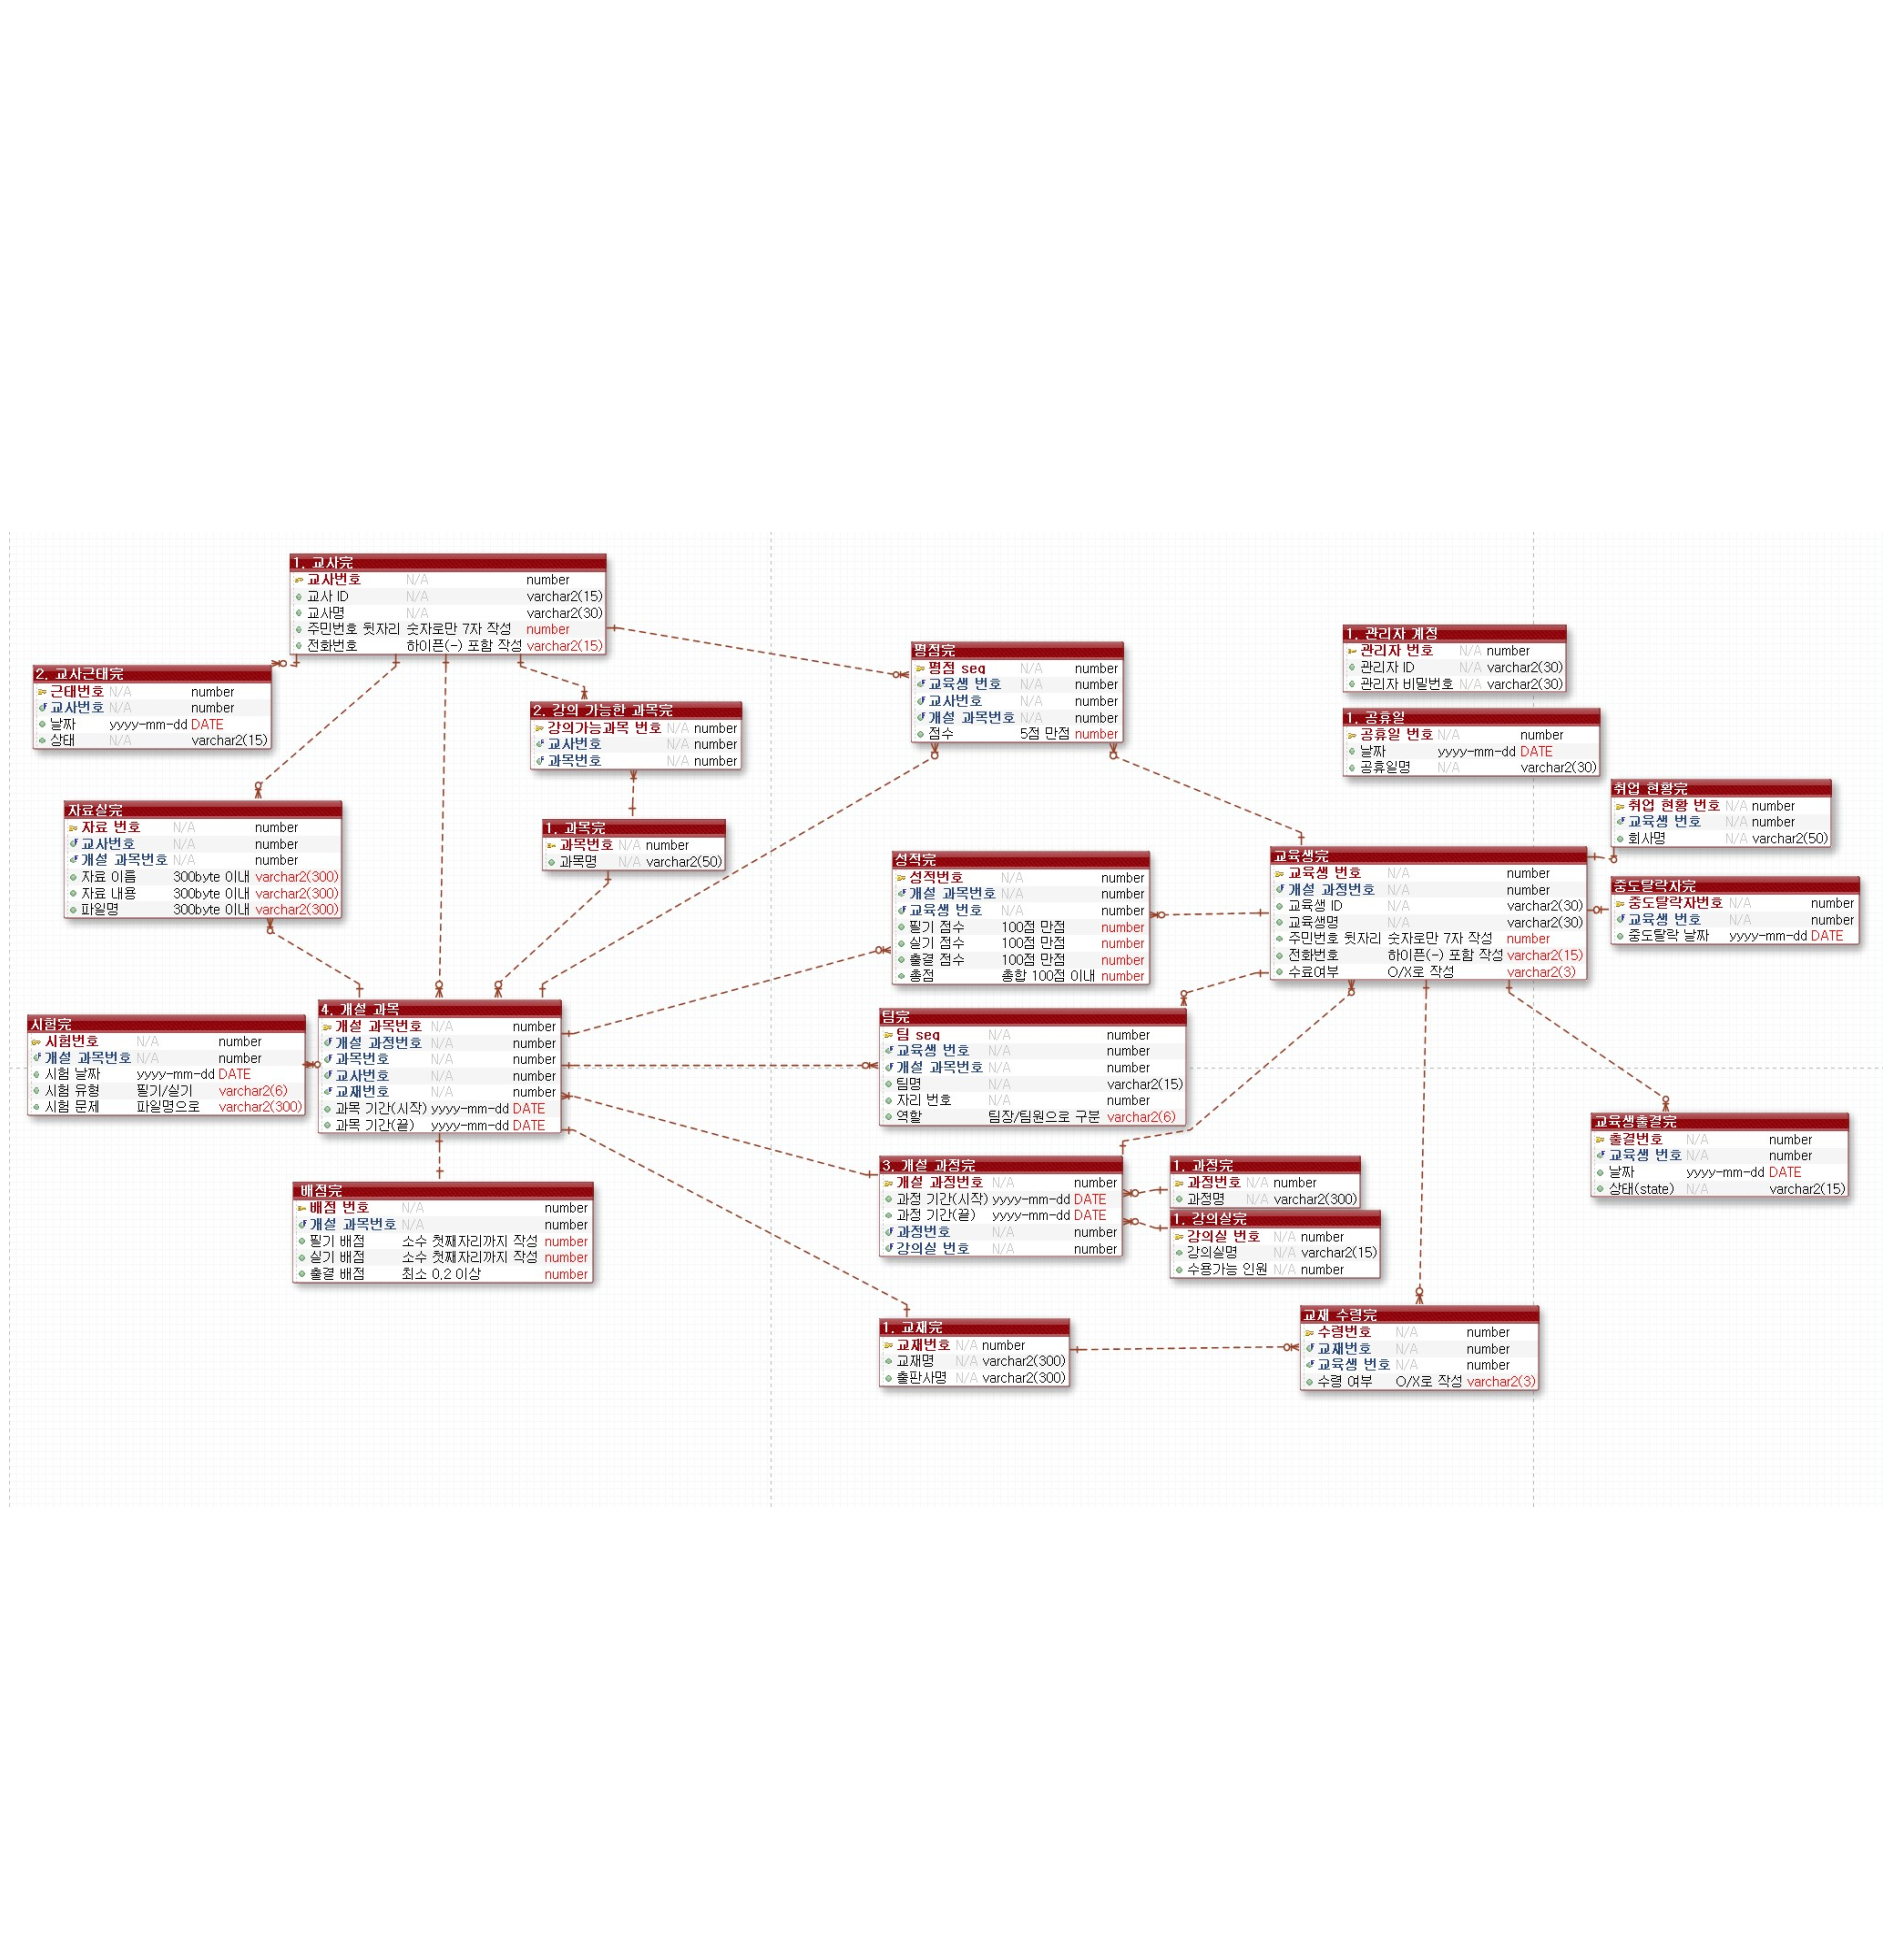 1. 교사完
교사번호 N/A number
교사 ID N/A varchar2(15)
교사명 N/A varchar2(30)
주민번호 뒷자리 숫자로만 7자 작성 number
전화번호 하이픈(-) 포함 작성 varchar2(15)
2. 교사근태完
근태번호 N/A number
교사번호 N/A number
날짜 yyyy-mm-dd DATE
상태 N/A varchar2(15)
2. 강의 가능한 과목完
강의가능과목 번호 N/A number
교사번호 N/A number
과목번호 N/A number
평점完
평점 seq N/A number
교육생 번호 N/A number
교사번호 N/A number
개설 과목번호 N/A number
점수 5점 만점 number
1. 관리자 계정
관리자 번호 N/A number
관리자 ID N/A varchar2(30)
관리자 비밀번호 N/A varchar2(30)
1. 공휴일
공휴일 번호 N/A number
날짜 yyyy-mm-dd DATE
공휴일명 N/A varchar2(30)
취업 현황完
취업 현황 번호 N/A number
교육생 번호 N/A number
회사명 N/A varchar2(50)
자료실完
자료 번호 N/A number
교사번호 N/A number
개설 과목번호 N/A number
자료 이름 300byte 이내 varchar2(300)
자료 내용 300byte 이내 varchar2(300)
파일명 300byte 이내 varchar2(300)
1. 과목完
과목번호 N/A number
과목명 N/A varchar2(50)
성적完
성적번호 N/A number
개설 과목번호 N/A number
교육생 번호 N/A number
필기 점수 100점 만점 number
실기 점수 100점 만점 number
출결 점수 100점 만점 number
총점 총합 100점 이내 number
교육생完
교육생 번호 N/A number
개설 과정번호 N/A number
교육생 ID N/A varchar2(30)
교육생명 N/A varchar2(30)
주민번호 뒷자리 숫자로만 7자 작성 number
전화번호 하이픈(-) 포함 작성 varchar2(15)
수료여부 O/X로 작성 varchar2(3)
중도탈락자完
중도탈락자번호 N/A number
교육생 번호 N/A number
중도탈락 날짜 yyyy-mm-dd DATE
시험完
시험번호 N/A number
개설 과목번호 N/A number
시험 날짜 yyyy-mm-dd DATE
시험 유형 필기/실기 varchar2(6)
시험 문제 파일명으로 varchar2(300)
4. 개설 과목
개설 과목번호 N/A number
개설 과정번호 N/A number
과목번호 N/A number
교사번호 N/A number
교재번호 N/A number
과목 기간(시작) yyyy-mm-dd DATE
과목 기간(끝) yyyy-mm-dd DATE
팀完
팀 seq N/A number
교육생 번호 N/A number
개설 과목번호 N/A number
팀명 N/A varchar2(15)
자리 번호 N/A number
역할 팀장/팀원으로 구분 varchar2(6)
교육생출결完
출결번호 N/A number
교육생 번호 N/A number
날짜 yyyy-mm-dd DATE
상태(state) N/A varchar2(15)
배점完
배점 번호 N/A number
개설 과목번호 N/A number
필기 배점 소수 첫째자리까지 작성 number
실기 배점 소수 첫째자리까지 작성 number
출결 배점 최소 0.2 이상 number
3. 개설 과정完
개설 과정번호 N/A number
과정 기간(시작) yyyy-mm-dd DATE
과정 기간(끝) yyyy-mm-dd DATE
과정번호 N/A number
강의실 번호 N/A number
1. 과정完
과정번호 N/A number
과정명 N/A varchar2(300)
1. 강의실完
강의실 번호 N/A number
강의실명 N/A varchar2(15)
수용가능 인원 N/A number
1. 교재完
교재번호 N/A number
교재명 N/A varchar2(300)
출판사명 N/A varchar2(300)
교재 수령完
수령번호 N/A number
교재번호 N/A number
교육생 번호 N/A number
수령 여부 O/X로 작성 varchar2(3)